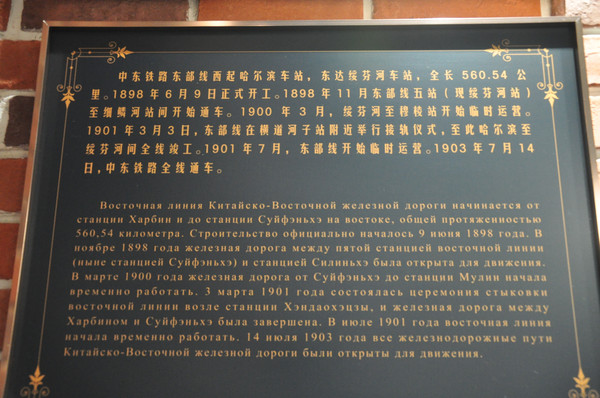 中东铁路东部线西起哈尔滨车站，东达绥芬河车站，全长 560.54 公
里。1898 年 6 月 9 日正式开工。1898 年 11 月东部线五站（现绥芬河站）
至细鳞河站间开始通车。1900 年 3 月，绥芬河至穆棱站开始临时运营。
1901 年 3 月 3 日，东部线在横道河子站附近举行接轨仪式，至此哈尔滨至
绥芬河间全线竣工。1901 年 7 月，东部线开始临时运营。1903 年 7 月 14
日，中东铁路全线通车。
Восточная линия Китайско-Восточной железной дороги начинается от
станции Харбин и до станции Суйфэньхэ на востоке, общей протяженностью
560,54 километра. Строительство официально началось 9 июня 1898 года. В
ноябре 1898 года железная дорога между пятой станцией восточной линии
(ныне станцией Суйфэньхэ) и станцией Силиньхэ была открыта для движения.
В марте 1900 года железная дорога от Суйфэньхэ до станции Мулин начала
временно работать. 3 марта 1901 года состоялась церемония стыковки
восточной линии возле станции Хэндаохэцзы, и железная дорога между
Харбином и Суйфэньхэ была завершена. В июле 1901 года восточная линия
начала временно работать. 14 июля 1903 года все железнодорожные пути
Китайско-Восточной железной дороги были открыты для движения.